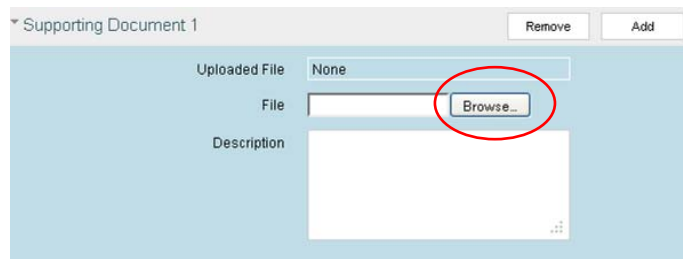 Supporting Document 1 Remove Add
Uploaded File None
File Browse...
Description